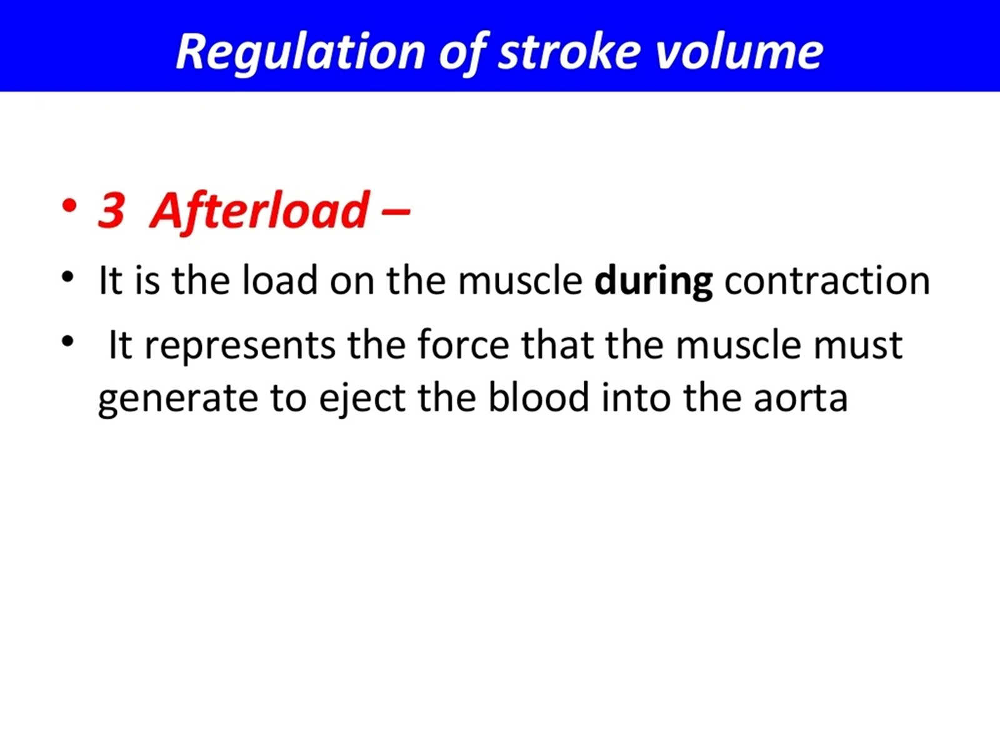 Regulation of stroke volume
• 3 Afterload –
• It is the load on the muscle during contraction
• It represents the force that the muscle must
generate to eject the blood into the aorta